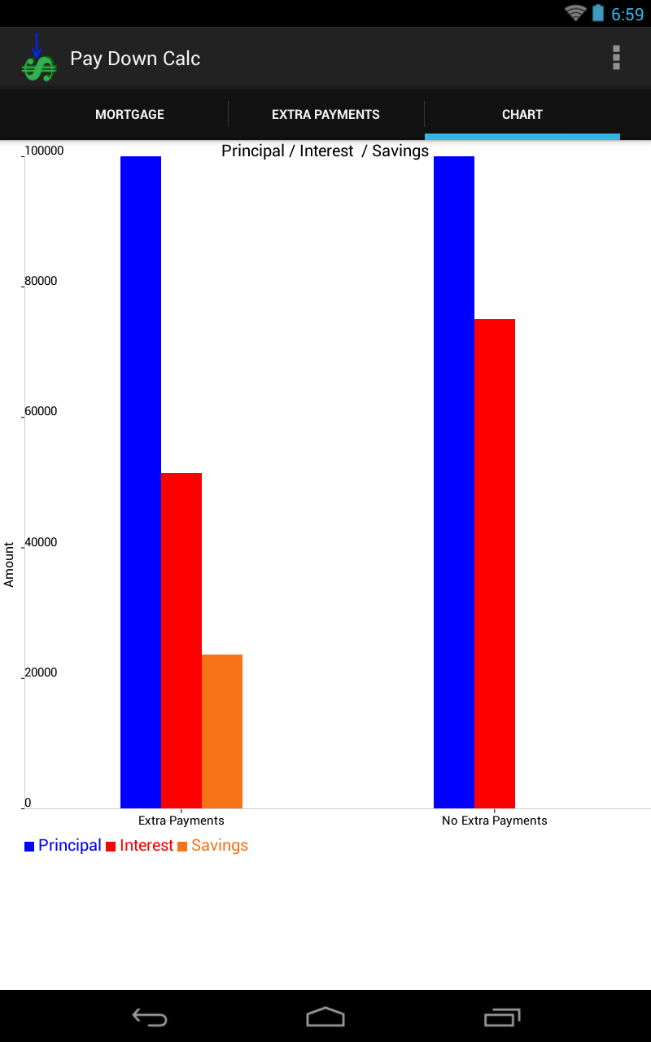 6:59
Pay Down Calc
MORTGAGE EXTRA PAYMENTS CHART
Principal / Interest / Savings
100000
80000
60000
40000
20000
0
Amount
Extra Payments No Extra Payments
Principal Interest Savings